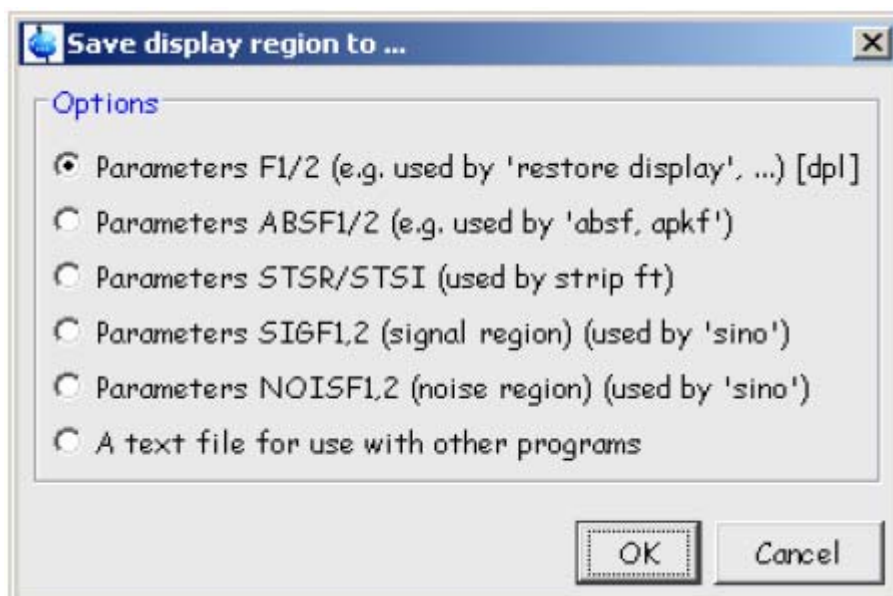 Save display region to ...
Options
Parameters F1/2 (e.g. used by 'restore display', ...) [dpl]
Parameters ABSF1/2 (e.g. used by 'absf, apkf')
Parameters STSR/STSI (used by strip ft)
Parameters SIGF1,2 (signal region) (used by 'sino')
Parameters NOISF1,2 (noise region) (used by 'sino')
A text file for use with other programs
OK Cancel